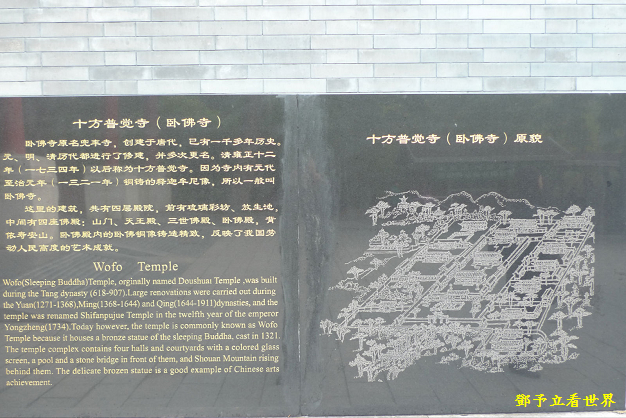 十方普觉寺（卧佛寺）
卧佛寺原名兜率寺，创建于唐代，已有一千多年历史。
元、明、清历代都进行了修建，并多次更名。清雍正十二
年（一七三四年）以后称为十方普觉寺。因为寺内有元代
至治元年（一三二一年）铜铸的释迦牟尼像，所以一般叫
卧佛寺。
这里的建筑，共有四层殿院，前有琉璃彩坊、放生池，
中间有四座佛殿：山门、天王殿、三世佛殿、卧佛殿，背
依寿安山。卧佛殿内的卧佛铜像铸造精致，反映了我国劳
动人民高度的艺术成就。
Wofo Temple
Wofo(Sleeping Buddha)Temple, orginally named Doushuai Temple ,was built
during the Tang dynasty (618-907).Large renovations were carried out during
the Yuan(1271-1368),Ming(1368-1644) and Qing(1644-1911)dynasties, and the
temple was renamed Shifanpujue Temple in the twelfth year of the emperor
Yongzheng(1734).Today however, the temple is commonly known as Wofo
Temple because it houses a bronze statue of the sleeping Buddha, cast in 1321.
The temple complex contains four halls and courtyards with a colored glass
screen, a pool and a stone bridge in front of them, and Shouan Mountain rising
behind them. The delicate brozen statue is a good example of Chinese arts
achievement.
十方普觉寺（卧佛寺）原貌
鄧予立看世界